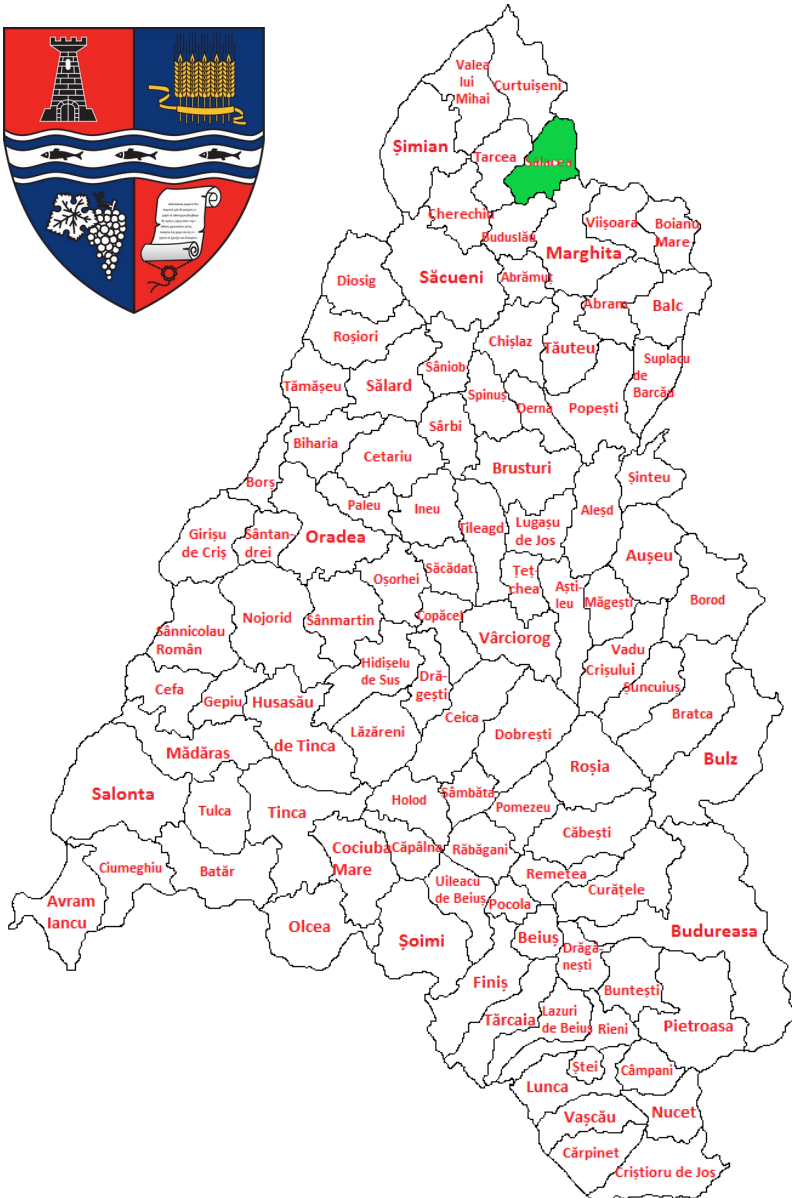 Valea
lui
Mihai
Curtuișeni
Șimian
Tarcea
Sălacea
Cherechiu
Buduslău
Viișoara
Boianu
Mare
Marghita
Diosig
Săcueni
Abrămuț
Abram
Balc
Roșiori
Chișlaz
Tăuteu
Suplacu
de
Barcău
Tămășeu
Sălard
Sâniob
Spinuș
Derna
Popești
Biharia
Cetariu
Sârbi
Brusturi
Șinteu
Borș
Paleu
Ineu
Aleșd
Girișu
de Criș
Sântan-
drei
Oradea
Tileagd
Lugașu
de Jos
Aușeu
Oșorhei
Săcădat
Țeț-
chea
Aști-
leu
Măgești
Borod
Sânnicolau
Român
Nojorid
Sânmartin
Copăcel
Vârciorog
Vadu
Crișului
Șuncuiuș
Cefa
Gepiu
Husasău
de Tinca
Hidișelu
de Sus
Dră-
gești
Ceica
Bratca
Mădăras
Lăzăreni
Dobrești
Roșia
Bulz
Salonta
Tulca
Tinca
Holod
Sâmbăta
Pomezeu
Căbești
Ciumeghiu
Batăr
Cociuba
Mare
Căpâlna
Răbăgani
Remetea
Curățele
Avram
Iancu
Olcea
Uileacu
de Beiuș
Pocola
Șoimi
Beiuș
Drăga-
nești
Budureasa
Finiș
Buntești
Tărcaia
Lazuri
de Beiuș
Rieni
Pietroasa
Ștei
Câmpani
Lunca
Vașcău
Nucet
Cărpinet
Criștioru de Jos